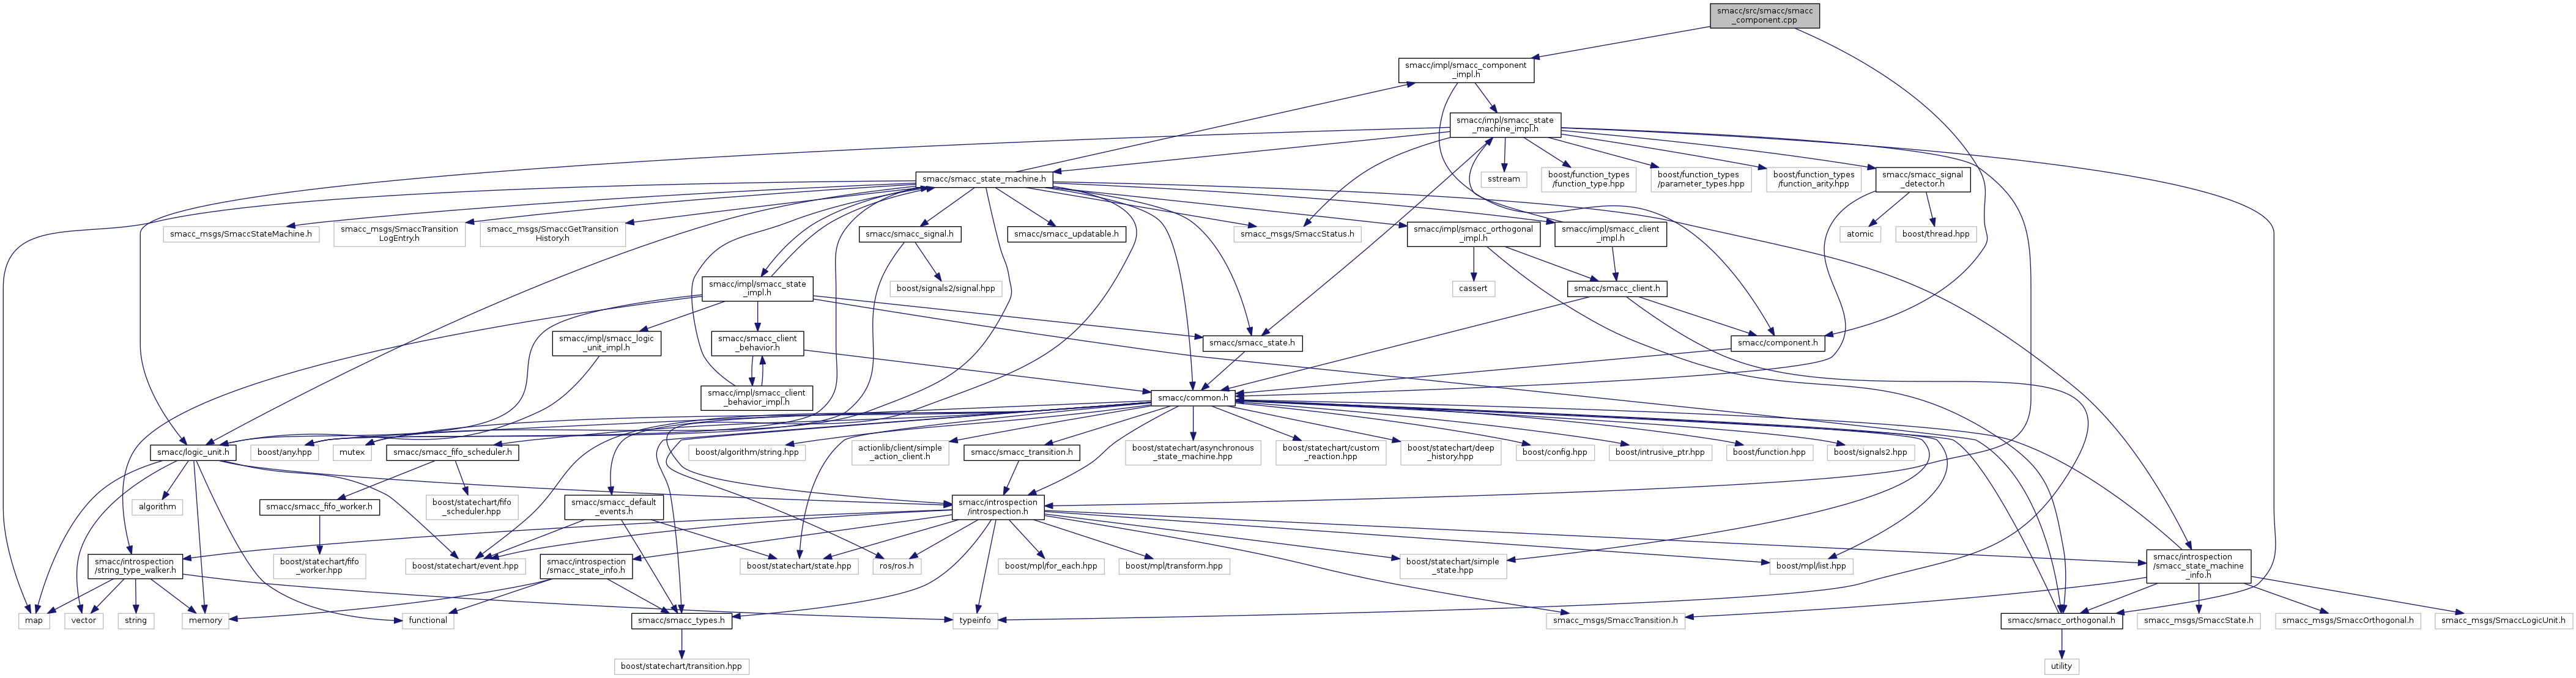 smacc/src/smacc/smacc
_component.cpp
smacc/impl/smacc_component
_impl.h
smacc/impl/smacc_state
_machine_impl.h
smacc/smacc_state_machine.h
sstream
boost/function_types
/function_type.hpp
boost/function_types
/parameter_types.hpp
boost/function_types
/function_arity.hpp
smacc/smacc_signal
_detector.h
smacc_msgs/SmaccStateMachine.h
smacc_msgs/SmaccTransition
LogEntry.h
smacc_msgs/SmaccGetTransition
History.h
smacc/smacc_signal.h
smacc/smacc_updatable.h
smacc_msgs/SmaccStatus.h
smacc/impl/smacc_orthogonal
_impl.h
smacc/impl/smacc_client
_impl.h
atomic
boost/thread.hpp
smacc/impl/smacc_state
_impl.h
boost/signals2/signal.hpp
cassert
smacc/smacc_client.h
smacc/impl/smacc_logic
_unit_impl.h
smacc/smacc_client
_behavior.h
smacc/smacc_state.h
smacc/component.h
smacc/impl/smacc_client
_behavior_impl.h
smacc/common.h
smacc/logic_unit.h
boost/any.hpp
mutex
smacc/smacc_fifo_scheduler.h
boost/algorithm/string.hpp
actionlib/client/simple
_action_client.h
smacc/smacc_transition.h
boost/statechart/asynchronous
_state_machine.hpp
boost/statechart/custom
_reaction.hpp
boost/statechart/deep
_history.hpp
boost/config.hpp
boost/intrusive_ptr.hpp
boost/function.hpp
boost/signals2.hpp
algorithm
smacc/smacc_fifo_worker.h
boost/statechart/fifo
_scheduler.hpp
smacc/smacc_default
_events.h
smacc/introspection
/introspection.h
smacc/introspection
/string_type_walker.h
boost/statechart/fifo
_worker.hpp
boost/statechart/event.hpp
smacc/introspection
/smacc_state_info.h
boost/statechart/state.hpp
ros/ros.h
boost/mpl/for_each.hpp
boost/mpl/transform.hpp
boost/statechart/simple
_state.hpp
boost/mpl/list.hpp
smacc/introspection
/smacc_state_machine
_info.h
map
vector
string
memory
functional
smacc/smacc_types.h
typeinfo
smacc_msgs/SmaccTransition.h
smacc/smacc_orthogonal.h
smacc_msgs/SmaccState.h
smacc_msgs/SmaccOrthogonal.h
smacc_msgs/SmaccLogicUnit.h
boost/statechart/transition.hpp
utility